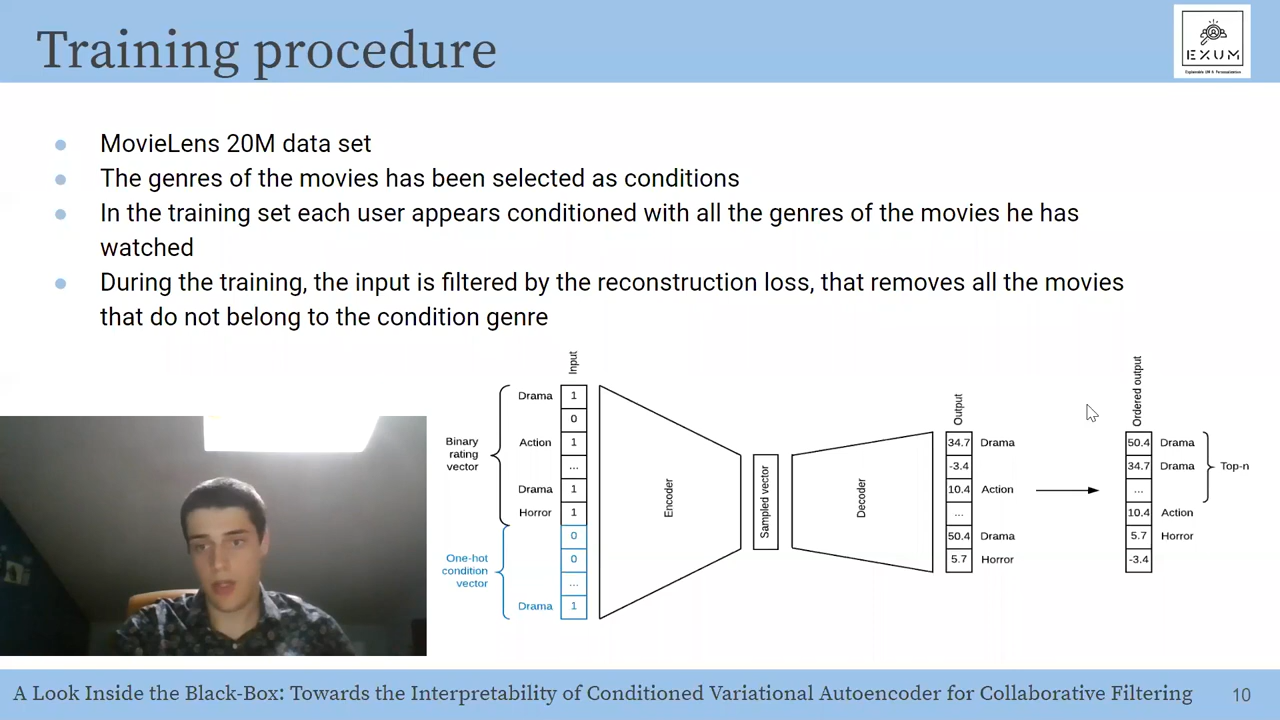 Training procedure
EXUM
Explainable UM & Personalization
MovieLens 20M data set
The genres of the movies has been selected as conditions
In the training set each user appears conditioned with all the genres of the movies he has
watched
During the training, the input is filtered by the reconstruction loss, that removes all the movies
that do not belong to the condition genre
Input
Binary
rating
vector
Drama 1
0
Action 1
...
Drama 1
Horror 1
One-hot
condition
vector
0
0
...
Drama 1
Encoder
Sampled vector
Decoder
Output
34.7 Drama
-3.4
10.4 Action
...
50.4 Drama
5.7 Horror
Ordered output
50.4 Drama
34.7 Drama
...
Top-n
10.4 Action
5.7 Horror
-3.4
A Look Inside the Black-Box: Towards the Interpretability of Conditioned Variational Autoencoder for Collaborative Filtering
10